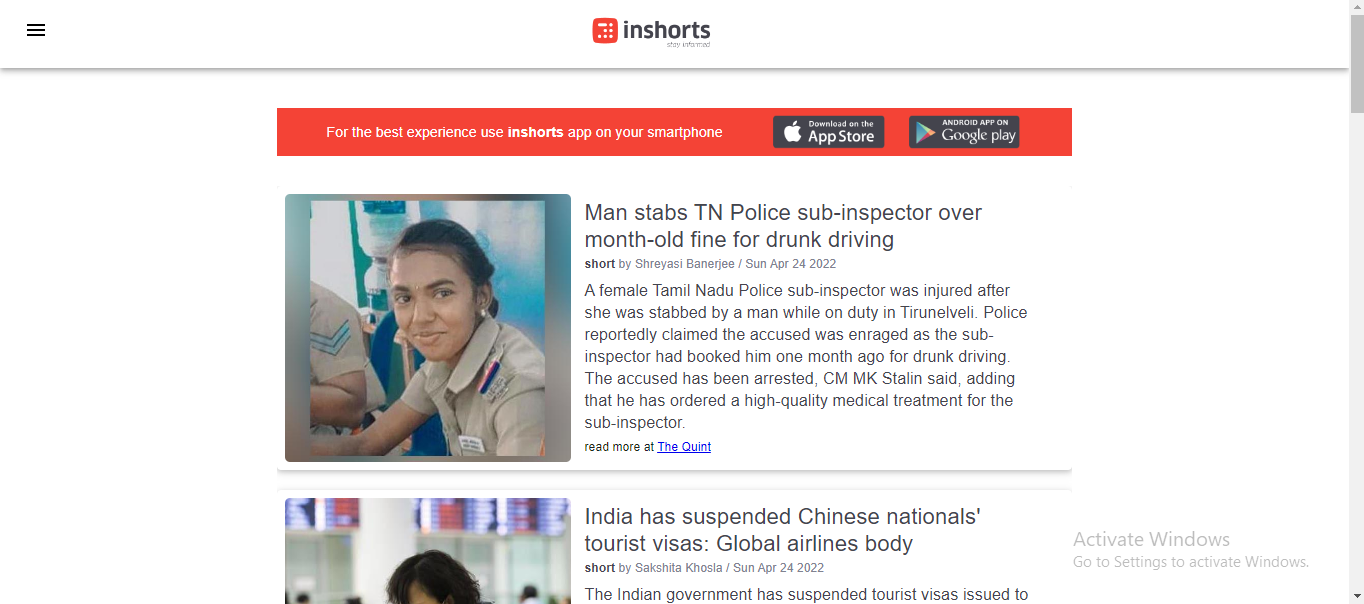 inshorts
stay informed
For the best experience use inshorts app on your smartphone
Download on the
App Store
ANDROID APP ON
Google play
Man stabs TN Police sub-inspector over
month-old fine for drunk driving
short by Shreyasi Banerjee / Sun Apr 24 2022
A female Tamil Nadu Police sub-inspector was injured after
she was stabbed by a man while on duty in Tirunelveli. Police
reportedly claimed the accused was enraged as the sub-
inspector had booked him one month ago for drunk driving.
The accused has been arrested, CM MK Stalin said, adding
that he has ordered a high-quality medical treatment for the
sub-inspector.
read more at The Quint
India has suspended Chinese nationals'
tourist visas: Global airlines body
short by Sakshita Khosla / Sun Apr 24 2022
The Indian government has suspended tourist visas issued to
Activate Windows
Go to Settings to activate Windows.